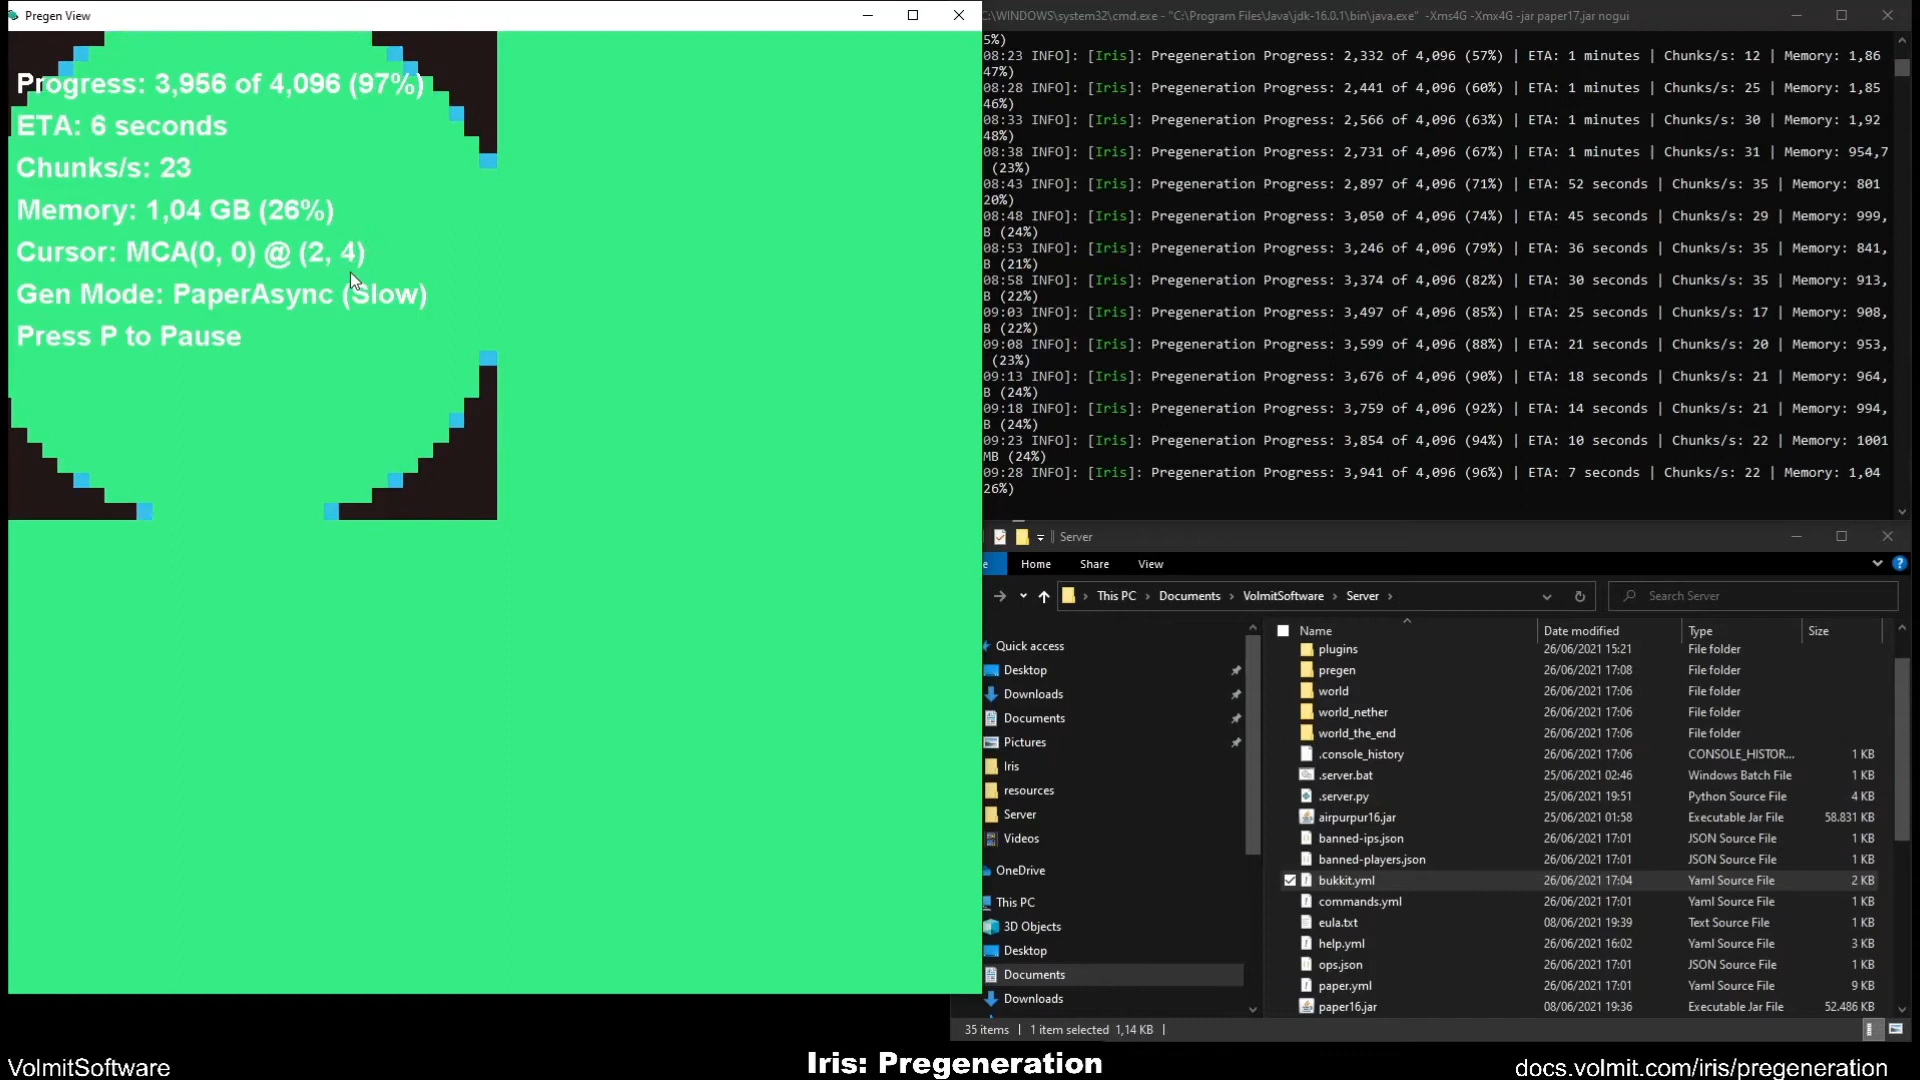 Pregen View
Progress: 3,956 of 4,096 (97%)
ETA: 6 seconds
Chunks/s: 23
Memory: 1,04 GB (26%)
Cursor: MCA(0, 0) @ (2, 4)
Gen Mode: PaperAsync (Slow)
Press P to Pause
C:\WINDOWS\system32\cmd.exe - "C:\Program Files\Java\jdk-16.0.1\bin\java.exe" -Xms4G -Xmx4G -jar paper17.jar nogui
5%)
08:23 INFO]: [Iris]: Pregeneration Progress: 2,332 of 4,096 (57%) | ETA: 1 minutes | Chunks/s: 12 | Memory: 1,86
47%)
08:28 INFO]: [Iris]: Pregeneration Progress: 2,441 of 4,096 (60%) | ETA: 1 minutes | Chunks/s: 25 | Memory: 1,85
46%)
08:33 INFO]: [Iris]: Pregeneration Progress: 2,566 of 4,096 (63%) | ETA: 1 minutes | Chunks/s: 30 | Memory: 1,92
48%)
08:38 INFO]: [Iris]: Pregeneration Progress: 2,731 of 4,096 (67%) | ETA: 1 minutes | Chunks/s: 31 | Memory: 954,7
(23%)
08:43 INFO]: [Iris]: Pregeneration Progress: 2,897 of 4,096 (71%) | ETA: 52 seconds | Chunks/s: 35 | Memory: 801
20%)
08:48 INFO]: [Iris]: Pregeneration Progress: 3,050 of 4,096 (74%) | ETA: 45 seconds | Chunks/s: 29 | Memory: 999,
B (24%)
08:53 INFO]: [Iris]: Pregeneration Progress: 3,246 of 4,096 (79%) | ETA: 36 seconds | Chunks/s: 35 | Memory: 841,
B (21%)
08:58 INFO]: [Iris]: Pregeneration Progress: 3,374 of 4,096 (82%) | ETA: 30 seconds | Chunks/s: 35 | Memory: 913,
B (22%)
09:03 INFO]: [Iris]: Pregeneration Progress: 3,497 of 4,096 (85%) | ETA: 25 seconds | Chunks/s: 17 | Memory: 908,
B (22%)
09:08 INFO]: [Iris]: Pregeneration Progress: 3,599 of 4,096 (88%) | ETA: 21 seconds | Chunks/s: 20 | Memory: 953,
(23%)
09:13 INFO]: [Iris]: Pregeneration Progress: 3,676 of 4,096 (90%) | ETA: 18 seconds | Chunks/s: 21 | Memory: 964,
B (24%)
09:18 INFO]: [Iris]: Pregeneration Progress: 3,759 of 4,096 (92%) | ETA: 14 seconds | Chunks/s: 21 | Memory: 994,
B (24%)
09:23 INFO]: [Iris]: Pregeneration Progress: 3,854 of 4,096 (94%) | ETA: 10 seconds | Chunks/s: 22 | Memory: 1001
MB (24%)
09:28 INFO]: [Iris]: Pregeneration Progress: 3,941 of 4,096 (96%) | ETA: 7 seconds | Chunks/s: 22 | Memory: 1,04
26%)
Server
e Home Share View
This PC Documents VolmitSoftware Server
Search Server
Quick access
Desktop
Downloads
Documents
Pictures
Iris
resources
Server
Videos
OneDrive
This PC
3D Objects
Desktop
Documents
Downloads
Name Date modified Type Size
plugins 26/06/2021 15:21 File folder
pregen 26/06/2021 17:08 File folder
world 26/06/2021 17:06 File folder
world_nether 26/06/2021 17:06 File folder
world_the_end 26/06/2021 17:06 File folder
.console_history 26/06/2021 17:06 CONSOLE_HISTOR... 1 KB
.server.bat 25/06/2021 02:46 Windows Batch File 1 KB
.server.py 25/06/2021 19:51 Python Source File 4 KB
airpurpur16.jar 25/06/2021 01:58 Executable Jar File 58.831 KB
banned-ips.json 26/06/2021 17:01 JSON Source File 1 KB
banned-players.json 26/06/2021 17:01 JSON Source File 1 KB
bukkit.yml 26/06/2021 17:04 Yaml Source File 2 KB
commands.yml 26/06/2021 17:01 Yaml Source File 1 KB
eula.txt 08/06/2021 19:39 Text Source File 1 KB
help.yml 26/06/2021 16:02 Yaml Source File 3 KB
ops.json 26/06/2021 17:01 JSON Source File 1 KB
paper.yml 26/06/2021 17:01 Yaml Source File 9 KB
paper16.jar 08/06/2021 19:36 Executable Jar File 52.486 KB
35 items | 1 item selected 1,14 KB |
VolmitSoftware
Iris: Pregeneration
docs.volmit.com/iris/pregeneration